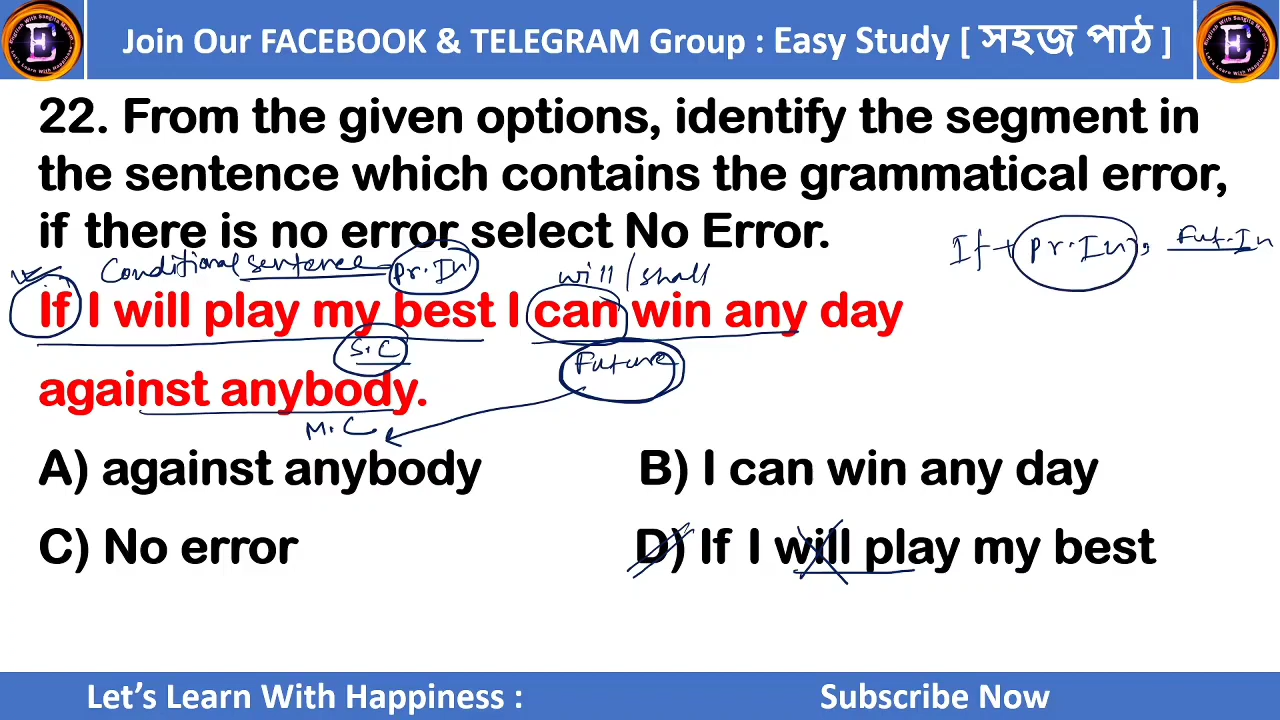 Join Our FACEBOOK & TELEGRAM Group : Easy Study [ সহজ পাঠ ]
E
E
22. From the given options, identify the segment in
the sentence which contains the grammatical error,
if there is no error select No Error.
If + Pr. In, Fut. In
Conditional sentence Pr. In
will/shall
If I will play my best I can win any day
S.C
Future
against anybody.
M.C
A) against anybody
B) I can win any day
C) No error
D) If I will play my best
Let's Learn With Happiness :
Subscribe Now